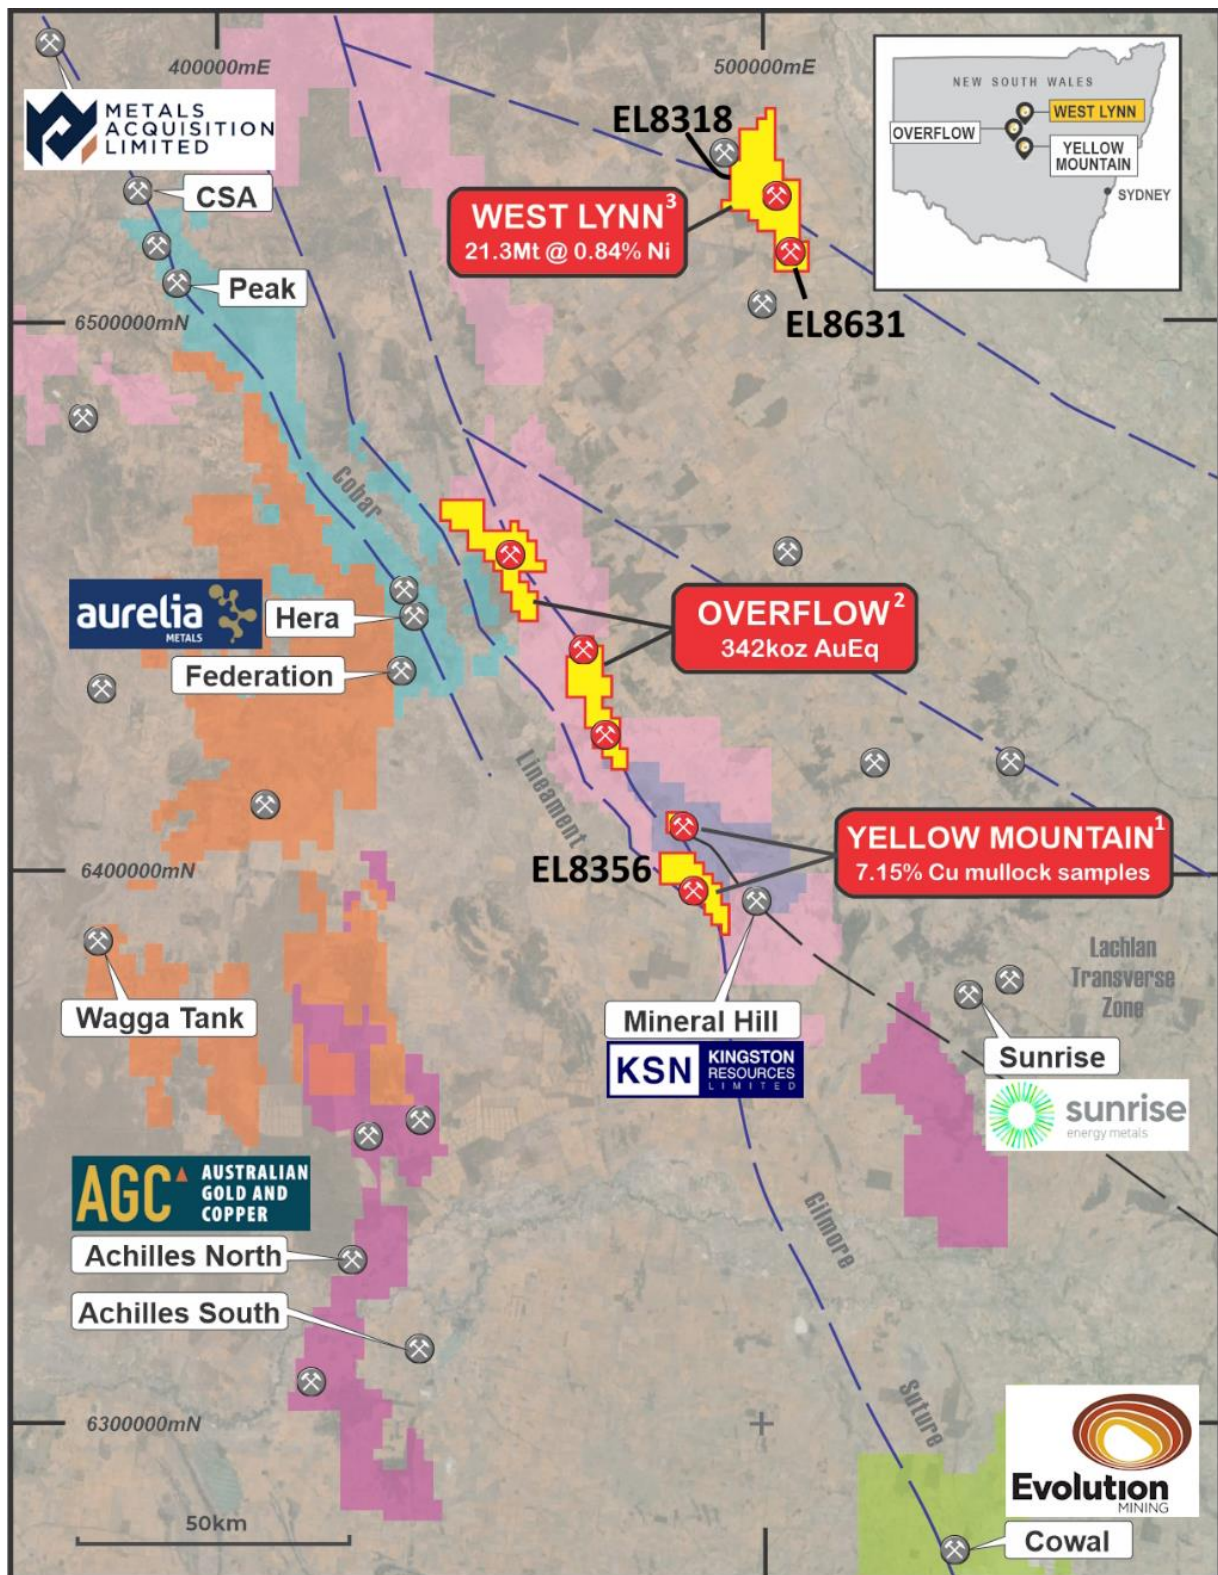 400000mE
500000mE
METALS
ACQUISITION
LIMITED
NEW SOUTH WALES
WEST LYNN
OVERFLOW
YELLOW
MOUNTAIN
SYDNEY
EL8318
CSA
WEST LYNN3
21.3Mt @ 0.84% Ni
Peak
6500000mN
EL8631
Cobar
aurelia
METALS
Hera
OVERFLOW2
342koz AuEq
Federation
Lineament
YELLOW MOUNTAIN1
7.15% Cu mullock samples
EL8356
6400000mN
Lachlan
Transverse
Zone
Wagga Tank
Mineral Hill
KSN
KINGSTON
RESOURCES
LIMITED
Sunrise
sunrise
energy metals
AGC
AUSTRALIAN
GOLD AND
COPPER
Gilmore
Achilles North
Achilles South
Suture
6300000mN
Evolution
MINING
50km
Cowal